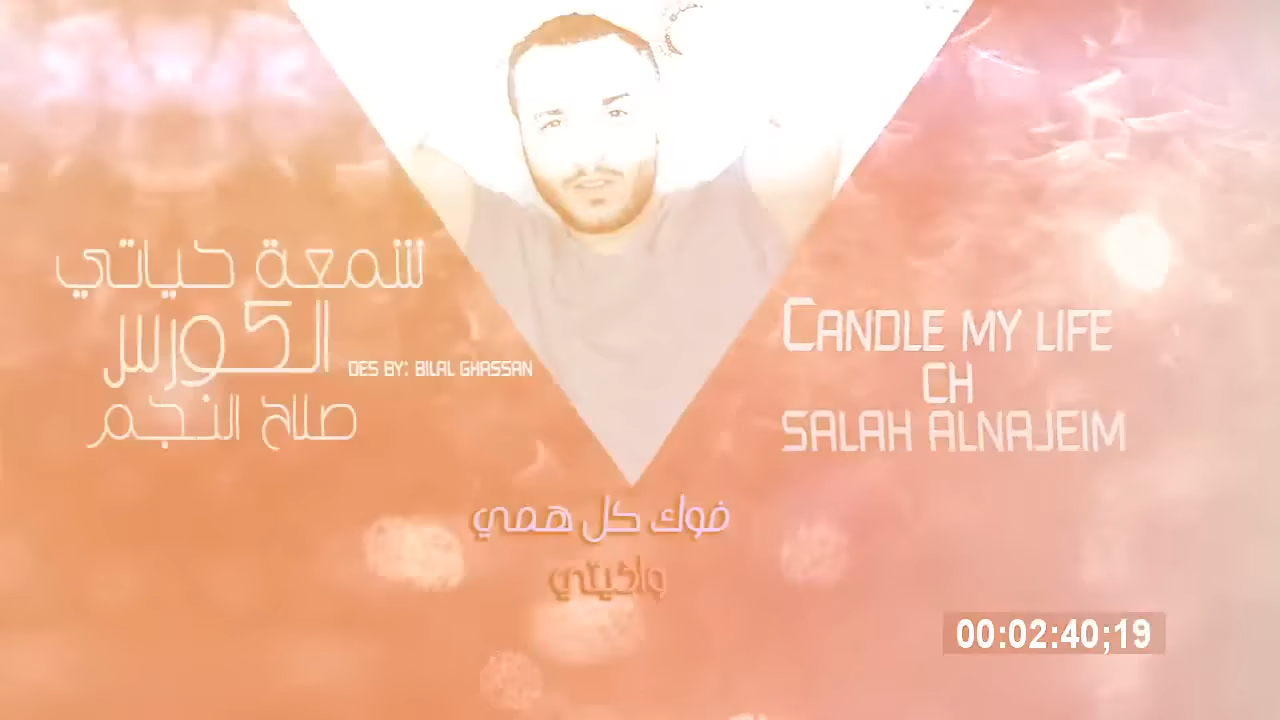 شمعة حياتي
الكورس
صلاح النجم
DES BY: BILAL GHASSAN
CANDLE MY LIFE
CH
SALAH ALNAJEIM
فوك كل همي
واذيتي
00:02:40;19